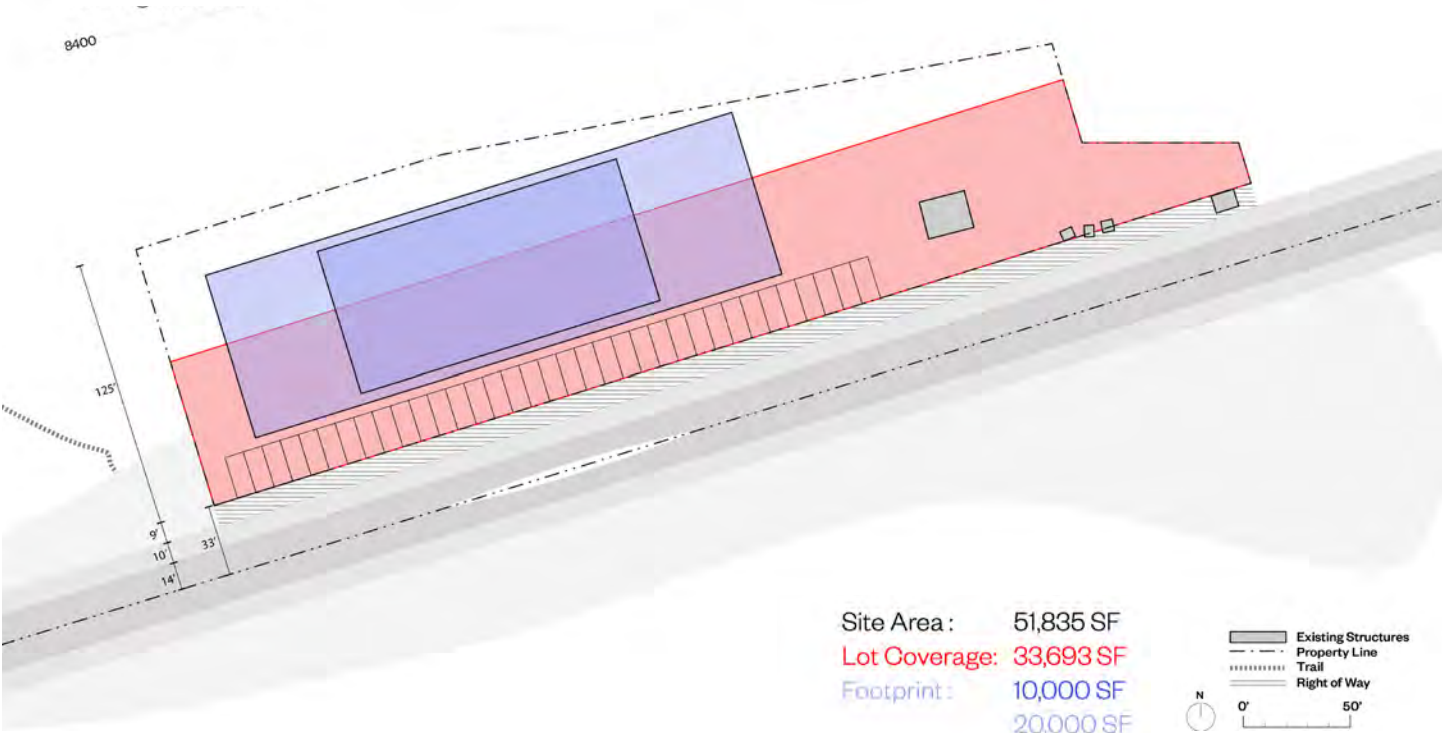 8400
125'
9'
10'
14'
33'
Site Area : 51,835 SF
Lot Coverage: 33,693 SF
Footprint : 10,000 SF
20,000 SF
Existing Structures
Property Line
Trail
Right of Way
N
0' 50'